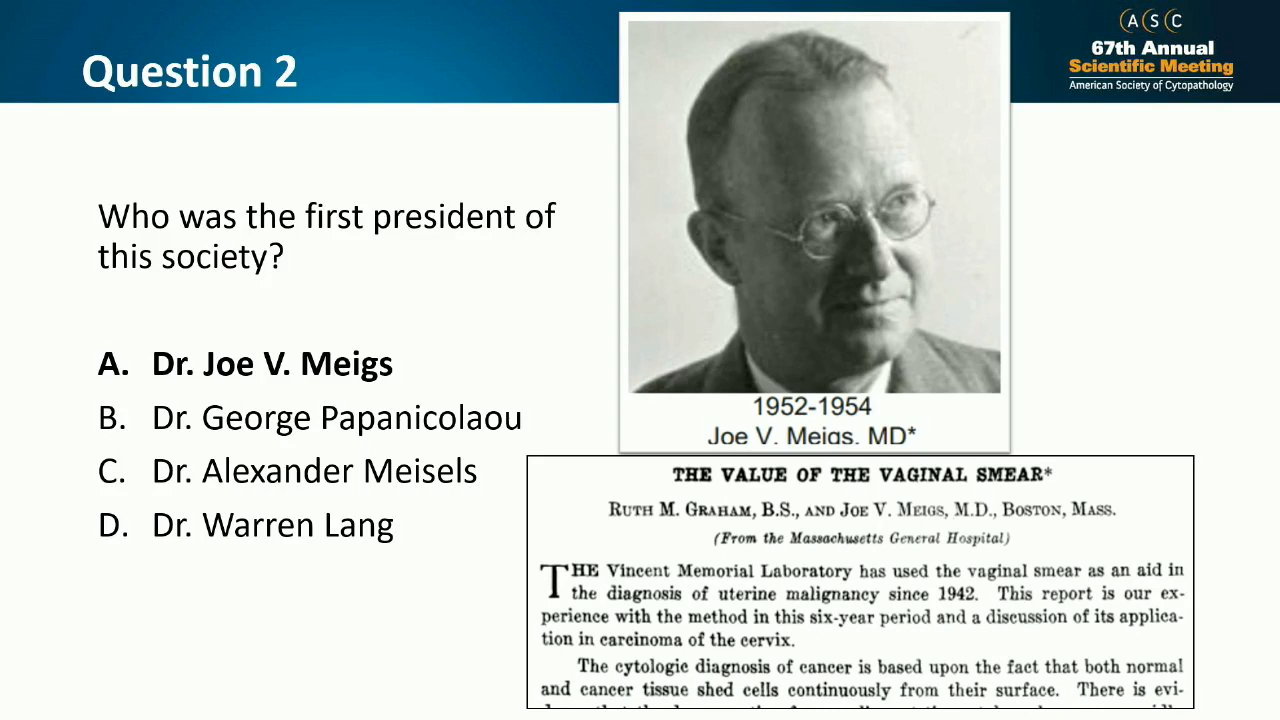 Question 2
(A(S(C
67th Annual
Scientific Meeting
American Society of Cytopathology
Who was the first president of
this society?
A. Dr. Joe V. Meigs
B. Dr. George Papanicolaou
C. Dr. Alexander Meisels
D. Dr. Warren Lang
1952-1954
Joe V. Meigs, MD*
THE VALUE OF THE VAGINAL SMEAR*
RUTH M. GRAHAM, B.S., AND JOE V. MEIGS, M.D., BOSTON, MASS.
(From the Massachusetts General Hospital)
THE Vincent Memorial Laboratory has used the vaginal smear as an aid in
the diagnosis of uterine malignancy since 1942. This report is our ex-
perience with the method in this six-year period and a discussion of its applica-
tion in carcinoma of the cervix.
The cytologic diagnosis of cancer is based upon the fact that both normal
and cancer tissue shed cells continuously from their surface. There is evi-